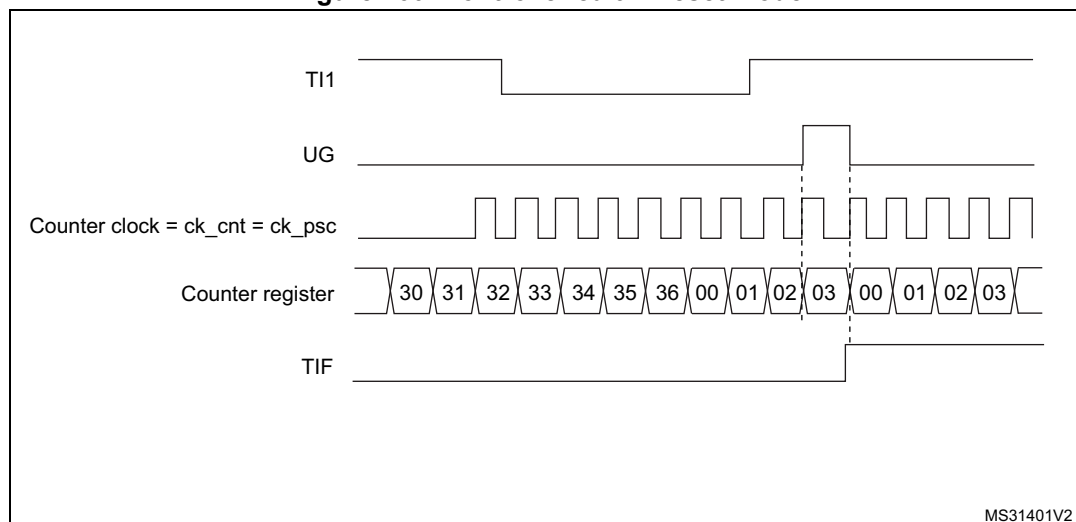 TI1
UG
Counter clock = ck_cnt = ck_psc
Counter register 30 31 32 33 34 35 36 00 01 02 03 00 01 02 03
TIF
MS31401V2